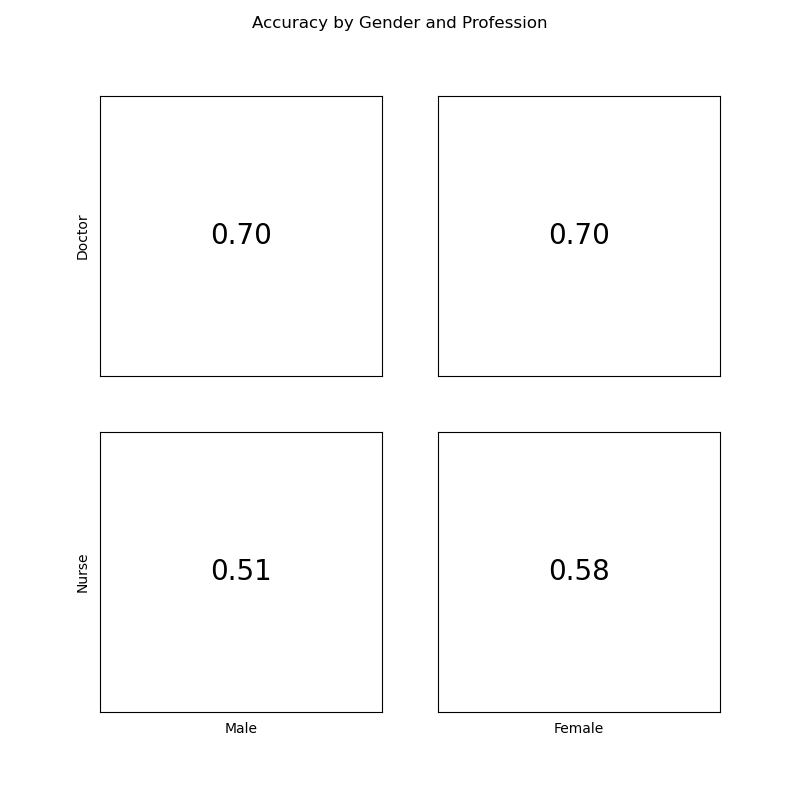 Accuracy by Gender and Profession
Doctor
0.70
0.70
Nurse
0.51
0.58
Male
Female